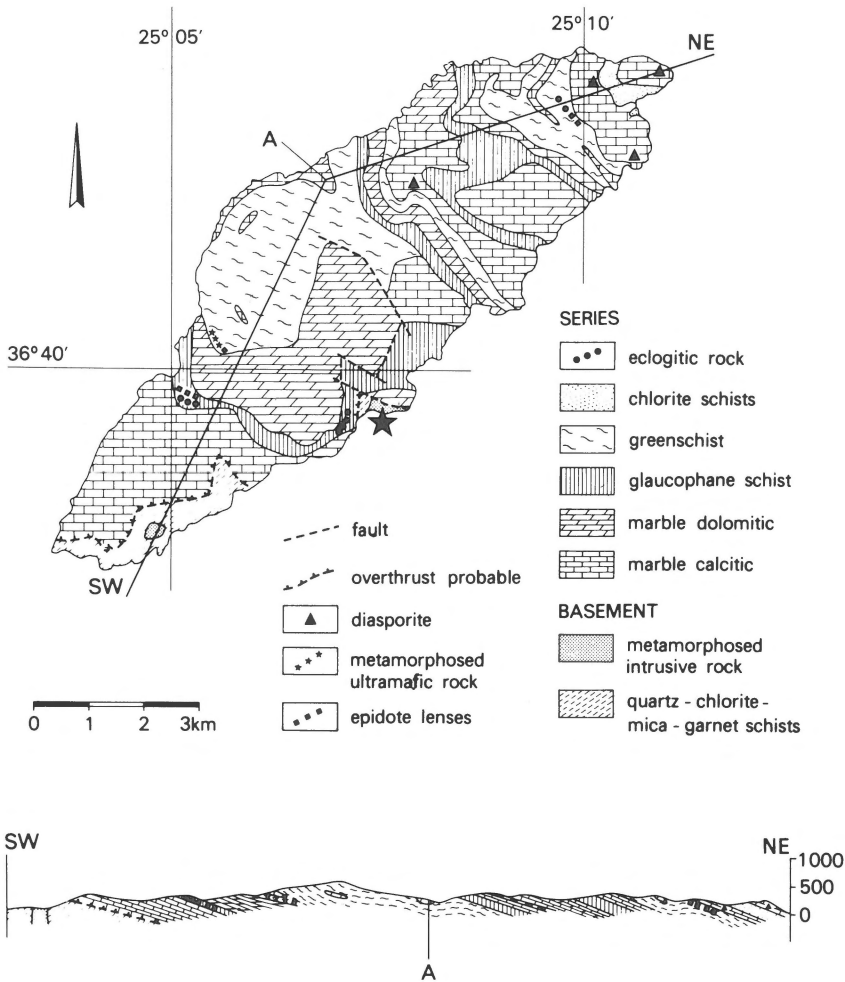 25° 05'
25° 10'
NE
A
36° 40'
SW
fault
overthrust probable
diasporite
metamorphosed
ultramafic rock
epidote lenses
0 1 2 3km
SERIES
eclogitic rock
chlorite schists
greenschist
glaucophane schist
marble dolomitic
marble calcitic
BASEMENT
metamorphosed
intrusive rock
quartz - chlorite -
mica - garnet schists
SW
NE
1000
500
0
A